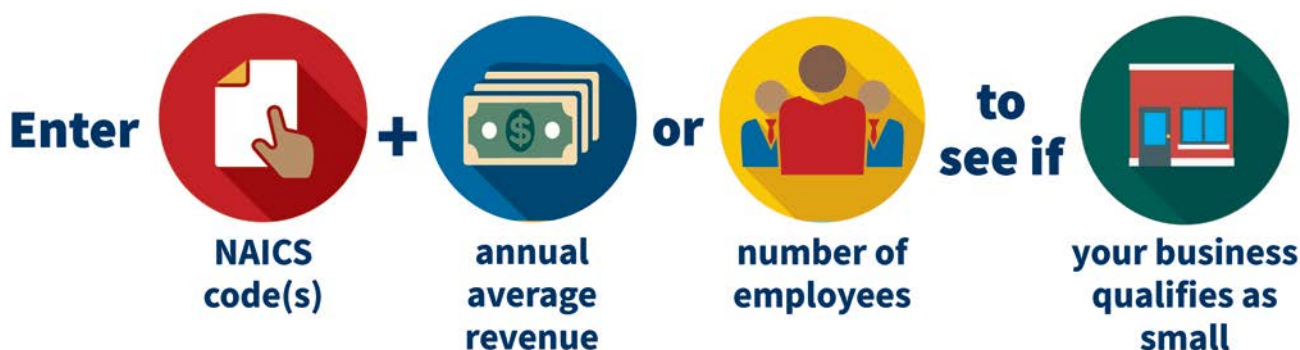 Enter + or to
see if
NAICS
code(s)
annual
average
revenue
number of
employees
your business
qualifies as
small